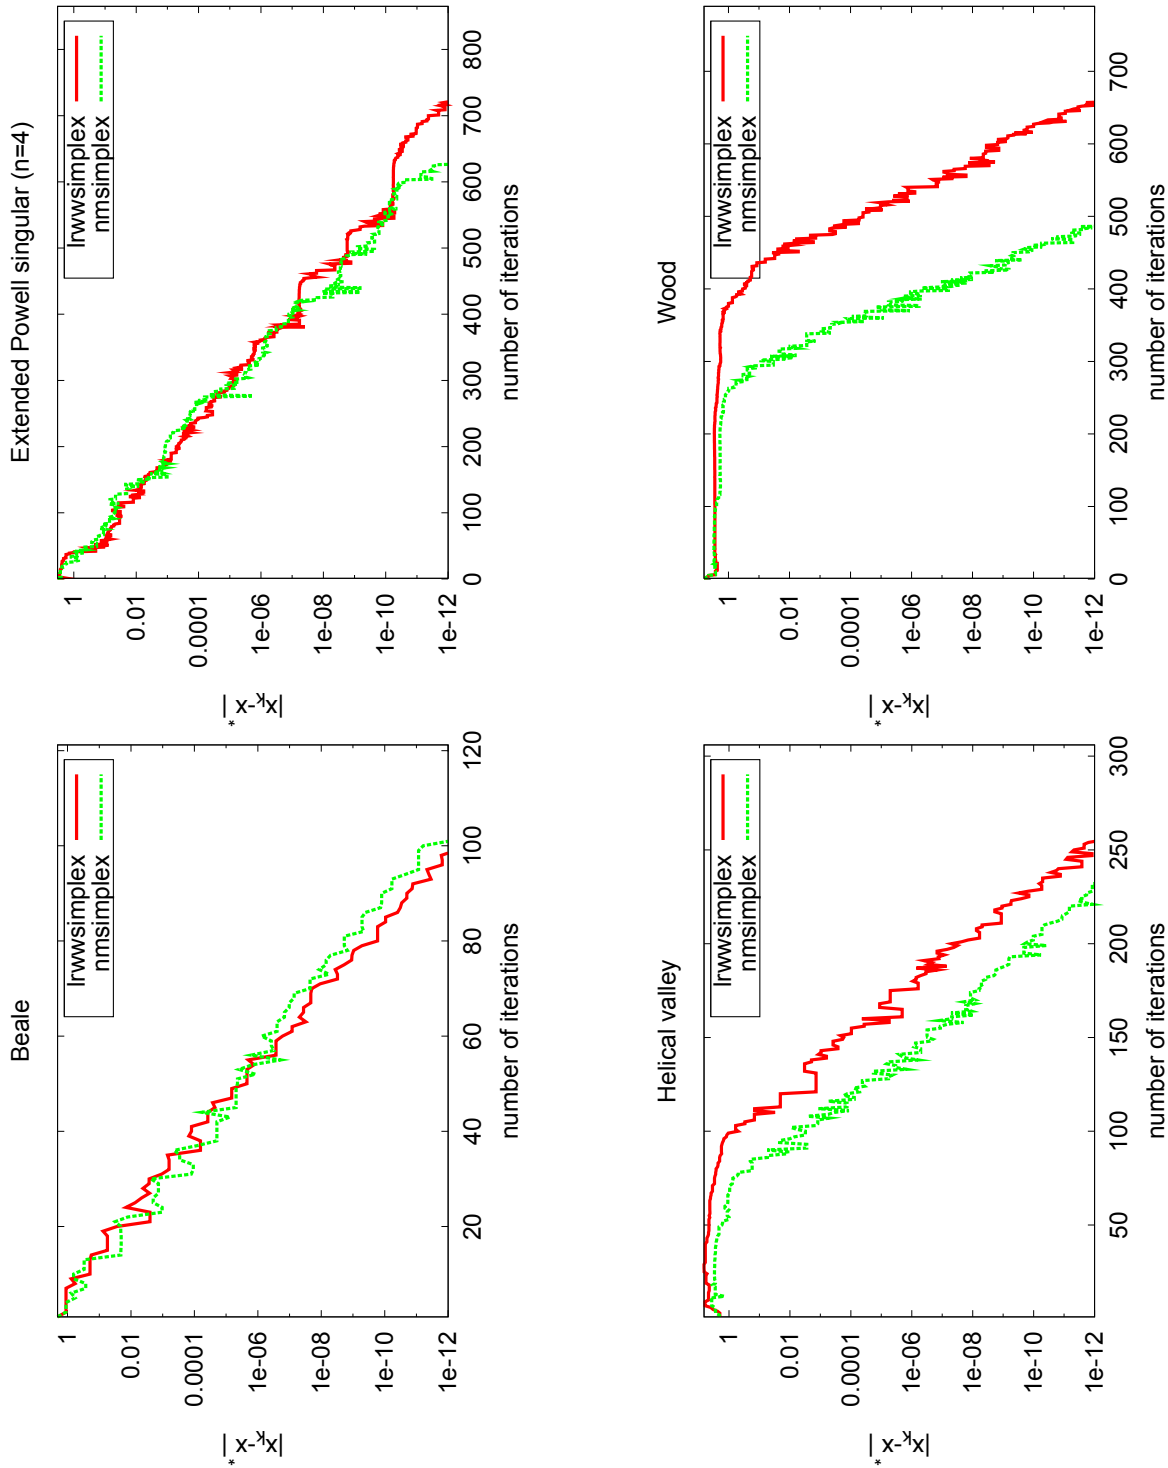 Beale
lrwwsimplex
nmsimplex
1
0.01
0.0001
1e-06
1e-08
1e-10
1e-12
|xₖ-x*|
20
40
60
80
100
120
number of iterations
Extended Powell singular (n=4)
lrwwsimplex
nmsimplex
1
0.01
0.0001
1e-06
1e-08
1e-10
1e-12
|xₖ-x*|
0
100
200
300
400
500
600
700
800
number of iterations
Helical valley
lrwwsimplex
nmsimplex
1
0.01
0.0001
1e-06
1e-08
1e-10
1e-12
|xₖ-x*|
50
100
150
200
250
300
number of iterations
Wood
lrwwsimplex
nmsimplex
1
0.01
0.0001
1e-06
1e-08
1e-10
1e-12
|xₖ-x*|
0
100
200
300
400
500
600
700
number of iterations